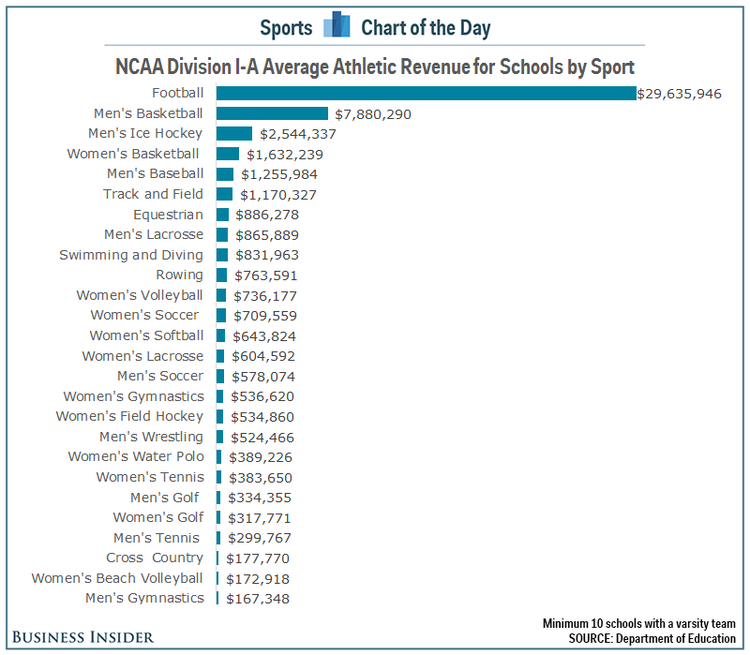 Sports Chart of the Day
NCAA Division I-A Average Athletic Revenue for Schools by Sport
Football $29,635,946
Men's Basketball $7,880,290
Men's Ice Hockey $2,544,337
Women's Basketball $1,632,239
Men's Baseball $1,255,984
Track and Field $1,170,327
Equestrian $886,278
Men's Lacrosse $865,889
Swimming and Diving $831,963
Rowing $763,591
Women's Volleyball $736,177
Women's Soccer $709,559
Women's Softball $643,824
Women's Lacrosse $604,592
Men's Soccer $578,074
Women's Gymnastics $536,620
Women's Field Hockey $534,860
Men's Wrestling $524,466
Women's Water Polo $389,226
Women's Tennis $383,650
Men's Golf $334,355
Women's Golf $317,771
Men's Tennis $299,767
Cross Country $177,770
Women's Beach Volleyball $172,918
Men's Gymnastics $167,348
Minimum 10 schools with a varsity team
BUSINESS INSIDER SOURCE: Department of Education